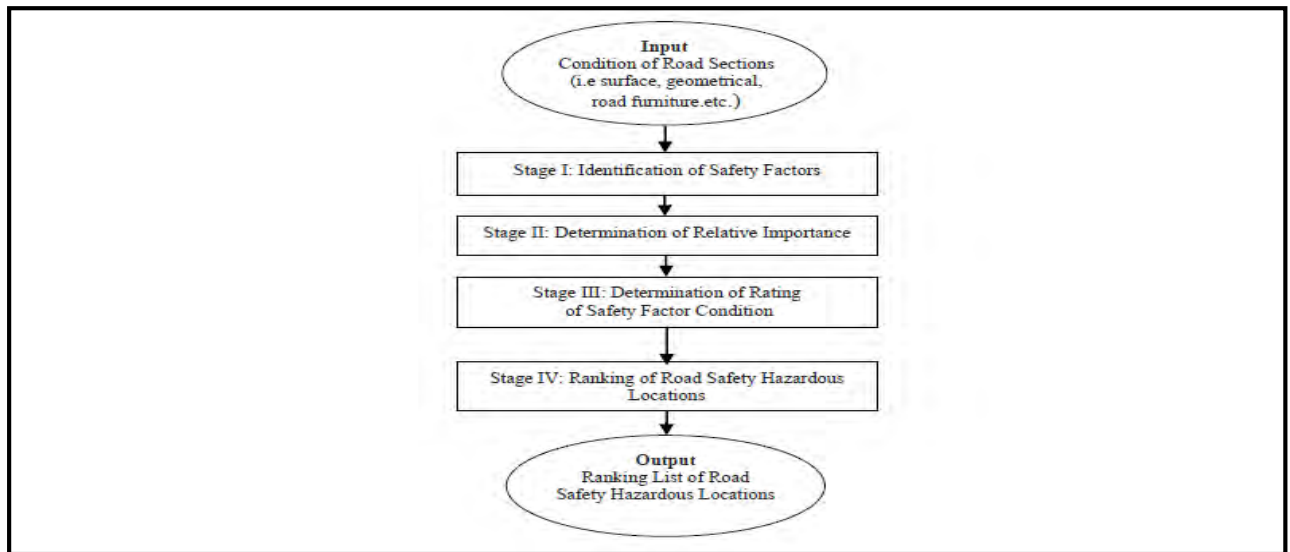 Input
Condition of Road Sections
(i.e surface, geometrical,
road furniture.etc.)
Stage I: Identification of Safety Factors
Stage II: Determination of Relative Importance
Stage III: Determination of Rating
of Safety Factor Condition
Stage IV: Ranking of Road Safety Hazardous
Locations
Output
Ranking List of Road
Safety Hazardous Locations